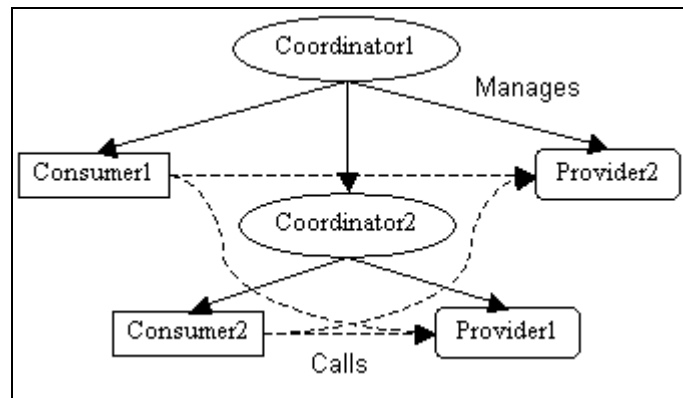 Coordinator1
Manages
Consumer1
Provider2
Coordinator2
Consumer2
Provider1
Calls